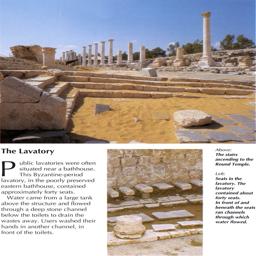 The Lavatory
Public lavatories were often
situated near a bathhouse.
This Byzantine-period
lavatory, in the poorly preserved
eastern bathhouse, contained
approximately forty seats.
Water came from a large tank
above the structure and flowed
through a deep stone channel
below the toilets to drain the
wastes away. Users washed their
hands in another channel, in
front of the toilets.
Above:
The stairs
ascending to the
Round Temple.
Left:
Seats in the
lavatory. The
lavatory
contained about
forty seats.
In front of and
beneath the seats
ran channels
through which
water flowed.